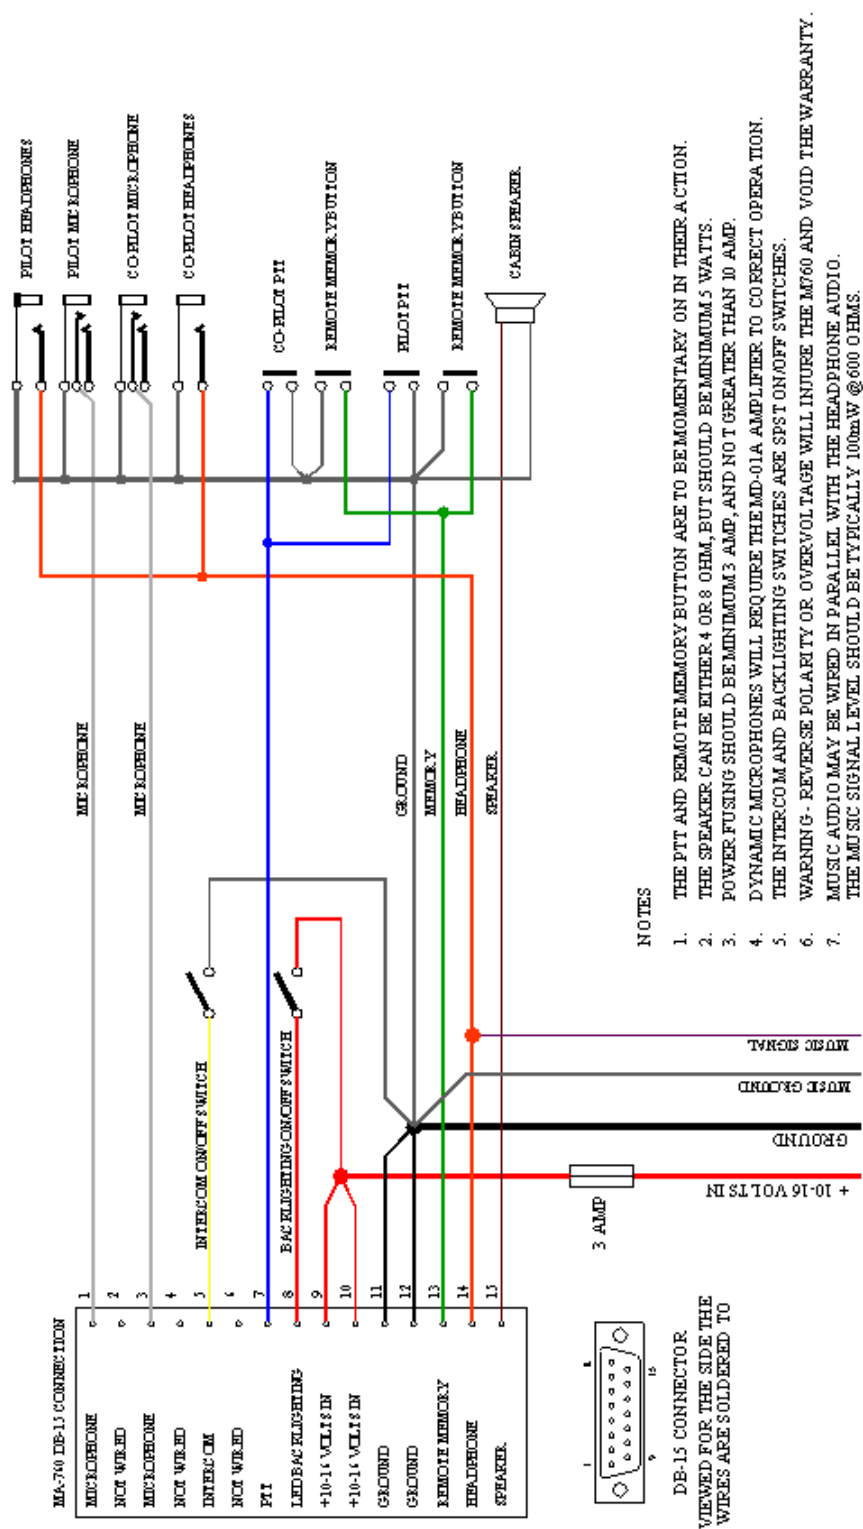 MA-760 DB-15 CONNECTION
MICROPHONE 1
NOT WIRED 2
MICROPHONE 3
NOT WIRED 4
INTERCOM 5
NOT WIRED 6
PTT 7
LED BACKLIGHTING 8
+10-16 VOLTS IN 9
+10-16 VOLTS IN 10
GROUND 11
GROUND 12
REMOTE MEMORY 13
HEADPHONE 14
SPEAKER 15
INTERCOM ON/OFF SWITCH
BACKLIGHTING ON/OFF SWITCH
MICROPHONE
MICROPHONE
GROUND
MEMORY
HEADPHONE
SPEAKER
PILOT HEADPHONES
PILOT MICROPHONE
CO-PILOT MICROPHONE
CO-PILOT HEADPHONES
CO-PILOT PTT
REMOTE MEMORY BUTTON
PILOT PTT
REMOTE MEMORY BUTTON
CABIN SPEAKER
MUSIC SIGNAL
MUSIC GROUND
GROUND
+ 10-16 VOLTS IN
3 AMP
1
8
9
15
DB-15 CONNECTOR
VIEWED FOR THE SIDE THE
WIRES ARE SOLDERED TO
NOTES
1. THE PTT AND REMOTE MEMORY BUTTON ARE TO BE MOMENTARY ON IN THEIR ACTION.
2. THE SPEAKER CAN BE EITHER 4 OR 8 OHM, BUT SHOULD BE MINIMUM 5 WATTS.
3. POWER FUSING SHOULD BE MINIMUM 3 AMP, AND NOT GREATER THAN 10 AMP.
4. DYNAMIC MICROPHONES WILL REQUIRE THE MD-01A AMPLIFIER TO CORRECT OPERATION.
5. THE INTERCOM AND BACKLIGHTING SWITCHES ARE SPST ON/OFF SWITCHES.
6. WARNING- REVERSE POLARITY OR OVERVOLTAGE WILL INJURE THE M760 AND VOID THE WARRANTY.
7. MUSIC AUDIO MAY BE WIRED IN PARALLEL WITH THE HEADPHONE AUDIO.
THE MUSIC SIGNAL LEVEL SHOULD BE TYPICALLY 100mW @ 600 OHMS.